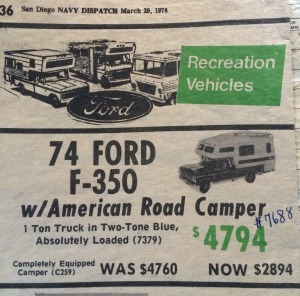 36 San Diego NAVY DISPATCH March 29, 1974
Recreation
Vehicles
Ford
74 FORD
F-350
w/American Road Camper
#7688
1 Ton Truck in Two-Tone Blue,
Absolutely Loaded (7379)
$4794
Completely Equipped
Camper (C259) WAS $4760 NOW $2894